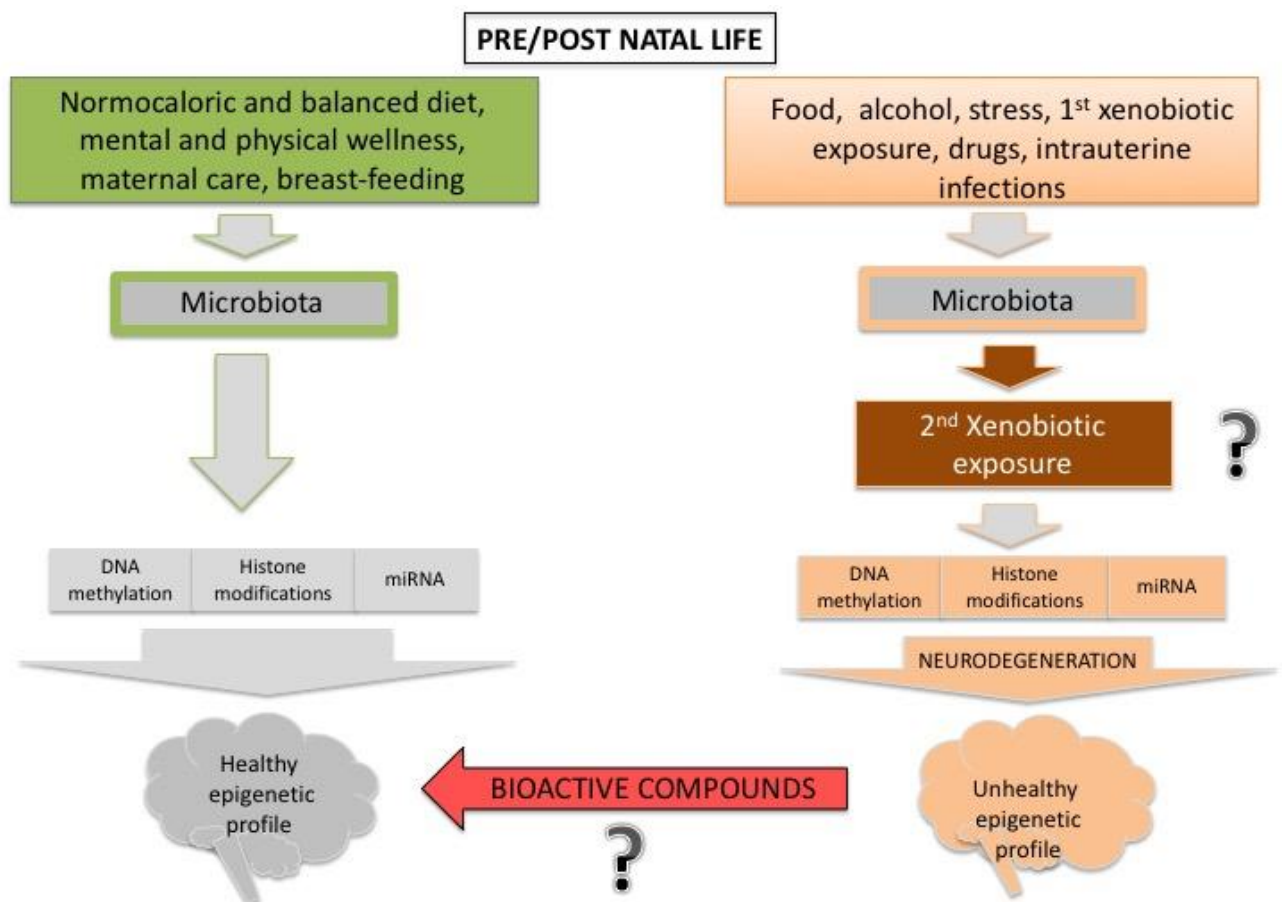 PRE/POST NATAL LIFE
Normocaloric and balanced diet,
mental and physical wellness,
maternal care, breast-feeding
Food, alcohol, stress, 1st xenobiotic
exposure, drugs, intrauterine
infections
Microbiota
Microbiota
2nd Xenobiotic
exposure
?
DNA
methylation
Histone
modifications
miRNA
DNA
methylation
Histone
modifications
miRNA
NEURODEGENERATION
Healthy
epigenetic
profile
BIOACTIVE COMPOUNDS
?
Unhealthy
epigenetic
profile